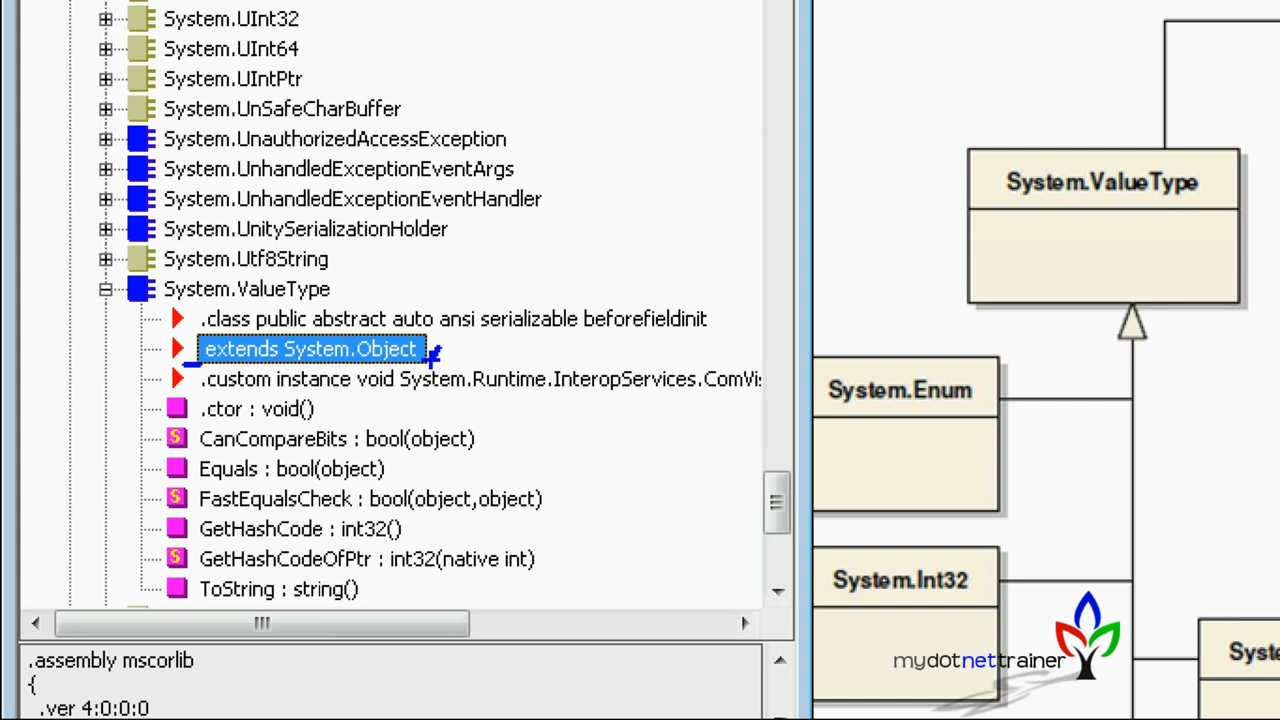 System.UInt32
System.UInt64
System.UIntPtr
System.UnSafeCharBuffer
System.UnauthorizedAccessException
System.UnhandledExceptionEventArgs
System.UnhandledExceptionEventHandler
System.UnitySerializationHolder
System.Utf8String
System.ValueType
.class public abstract auto ansi serializable beforefieldinit
extends System.Object
.custom instance void System.Runtime.InteropServices.ComVis
.ctor : void()
S CanCompareBits : bool(object)
Equals : bool(object)
S FastEqualsCheck : bool(object,object)
GetHashCode : int32()
S GetHashCodeOfPtr : int32(native int)
ToString : string()
.assembly mscorlib
{
.ver 4:0:0:0
System.ValueType
System.Enum
System.Int32
mydotnettrainer
Syste